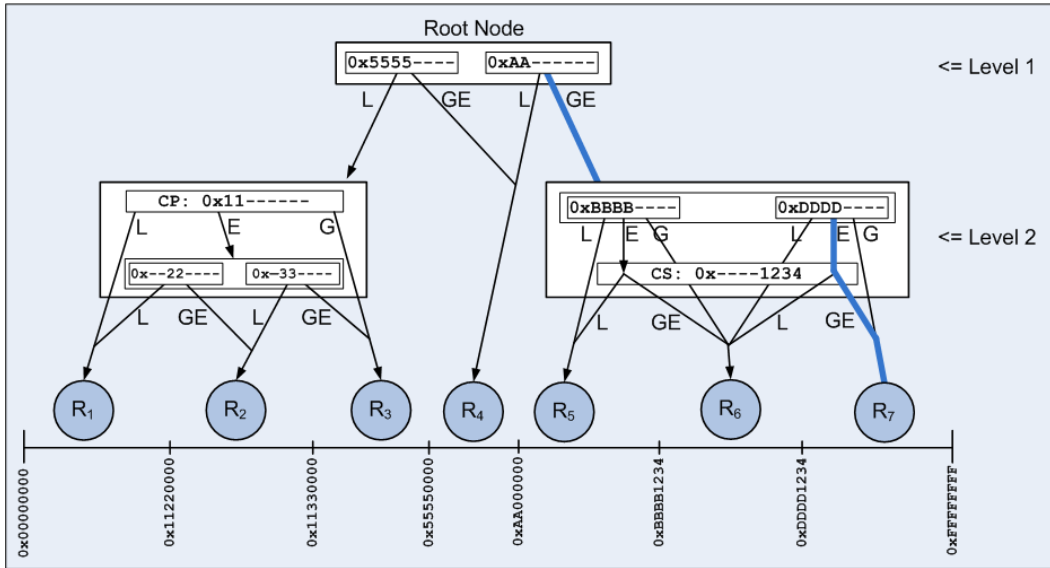 Root Node
0x5555---- 0xAA------
<= Level 1
L GE L GE
CP: 0x11------
0xBBBB---- 0xDDDD----
L E G
L E G L E G
<= Level 2
0x--22---- 0x--33----
CS: 0x----1234
L GE L GE
L GE L GE
R1 R2 R3 R4 R5 R6 R7
0x00000000
0x11220000
0x11330000
0x55550000
0xAA000000
0xBBBB1234
0xDDDD1234
0xFFFFFFFF